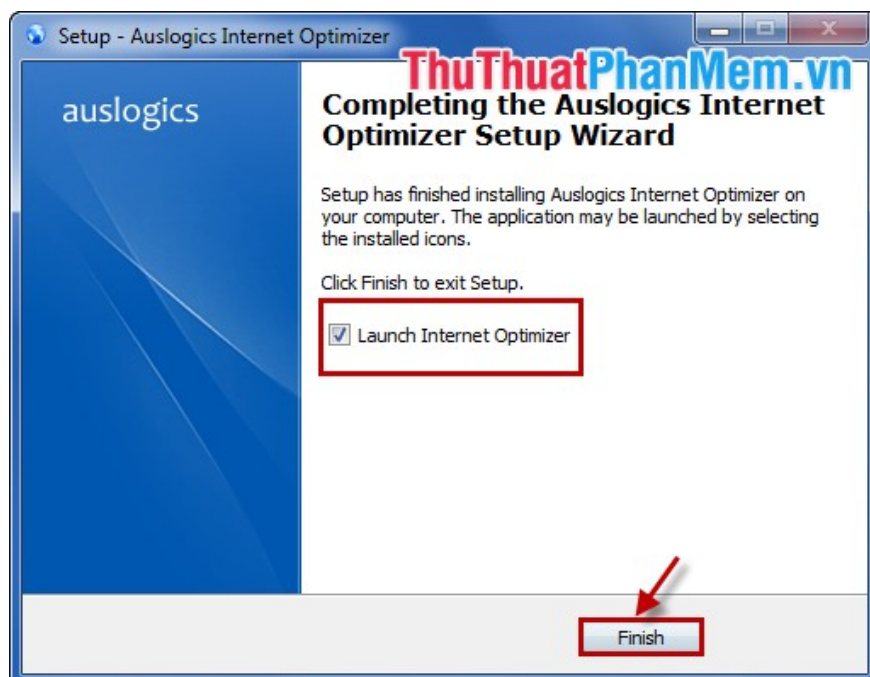 Setup - Auslogics Internet Optimizer
ThuThuatPhanMem.vn
auslogics
Completing the Auslogics Internet
Optimizer Setup Wizard
Setup has finished installing Auslogics Internet Optimizer on
your computer. The application may be launched by selecting
the installed icons.
Click Finish to exit Setup.
Launch Internet Optimizer
Finish